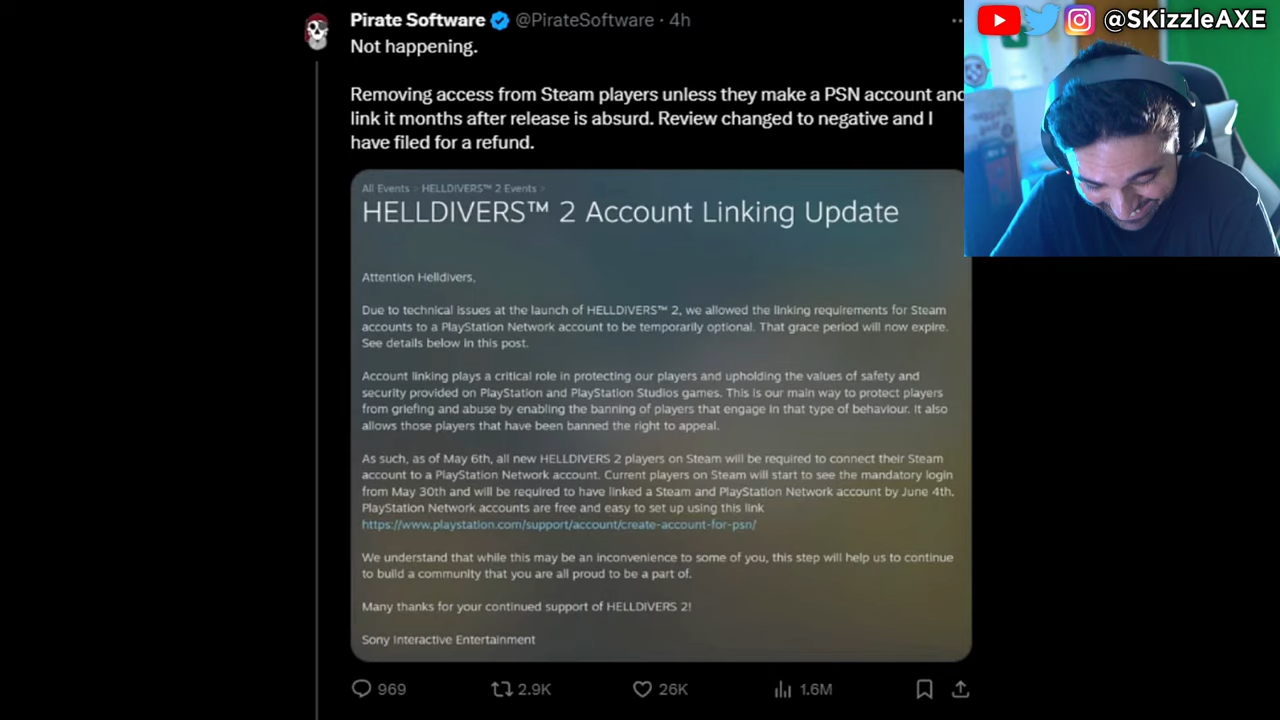 Pirate Software @PirateSoftware · 4h
@SKizzleAXE
Not happening.
Removing access from Steam players unless they make a PSN account and
link it months after release is absurd. Review changed to negative and I
have filed for a refund.
All Events > HELLDIVERS™ 2 Events >
HELLDIVERS™ 2 Account Linking Update
Attention Helldivers,
Due to technical issues at the launch of HELLDIVERS™ 2, we allowed the linking requirements for Steam
accounts to a PlayStation Network account to be temporarily optional. That grace period will now expire.
See details below in this post.
Account linking plays a critical role in protecting our players and upholding the values of safety and
security provided on PlayStation and PlayStation Studios games. This is our main way to protect players
from griefing and abuse by enabling the banning of players that engage in that type of behaviour. It also
allows those players that have been banned the right to appeal.
As such, as of May 6th, all new HELLDIVERS 2 players on Steam will be required to connect their Steam
account to a PlayStation Network account. Current players on Steam will start to see the mandatory login
from May 30th and will be required to have linked a Steam and PlayStation Network account by June 4th.
PlayStation Network accounts are free and easy to set up using this link
https://www.playstation.com/support/account/create-account-for-psn/
We understand that while this may be an inconvenience to some of you, this step will help us to continue
to build a community that you are all proud to be a part of.
Many thanks for your continued support of HELLDIVERS 2!
Sony Interactive Entertainment
969 2.9K 26K 1.6M